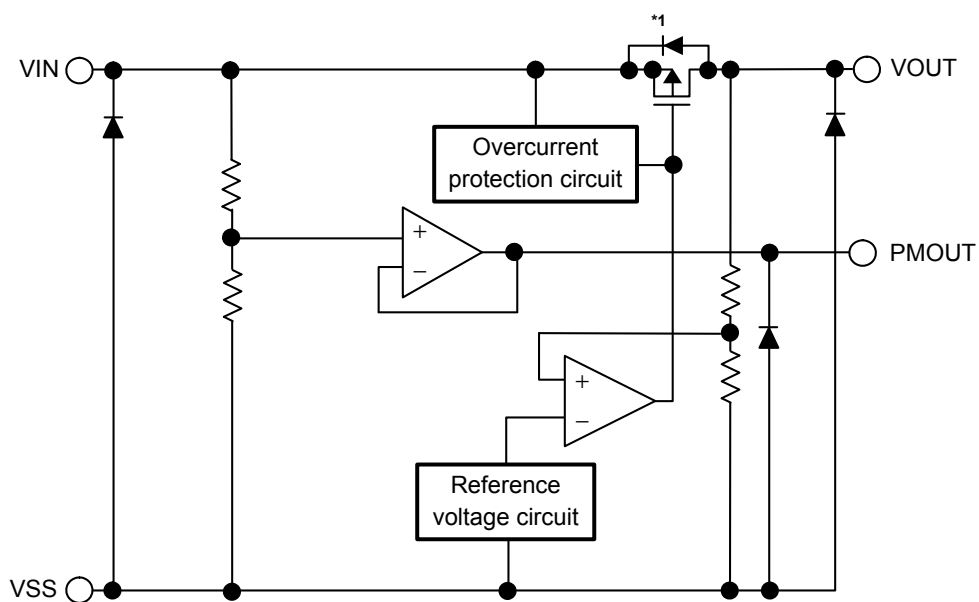 *1
VIN
VOUT
Overcurrent
protection circuit
+
−
PMOUT
+
−
Reference
voltage circuit
VSS